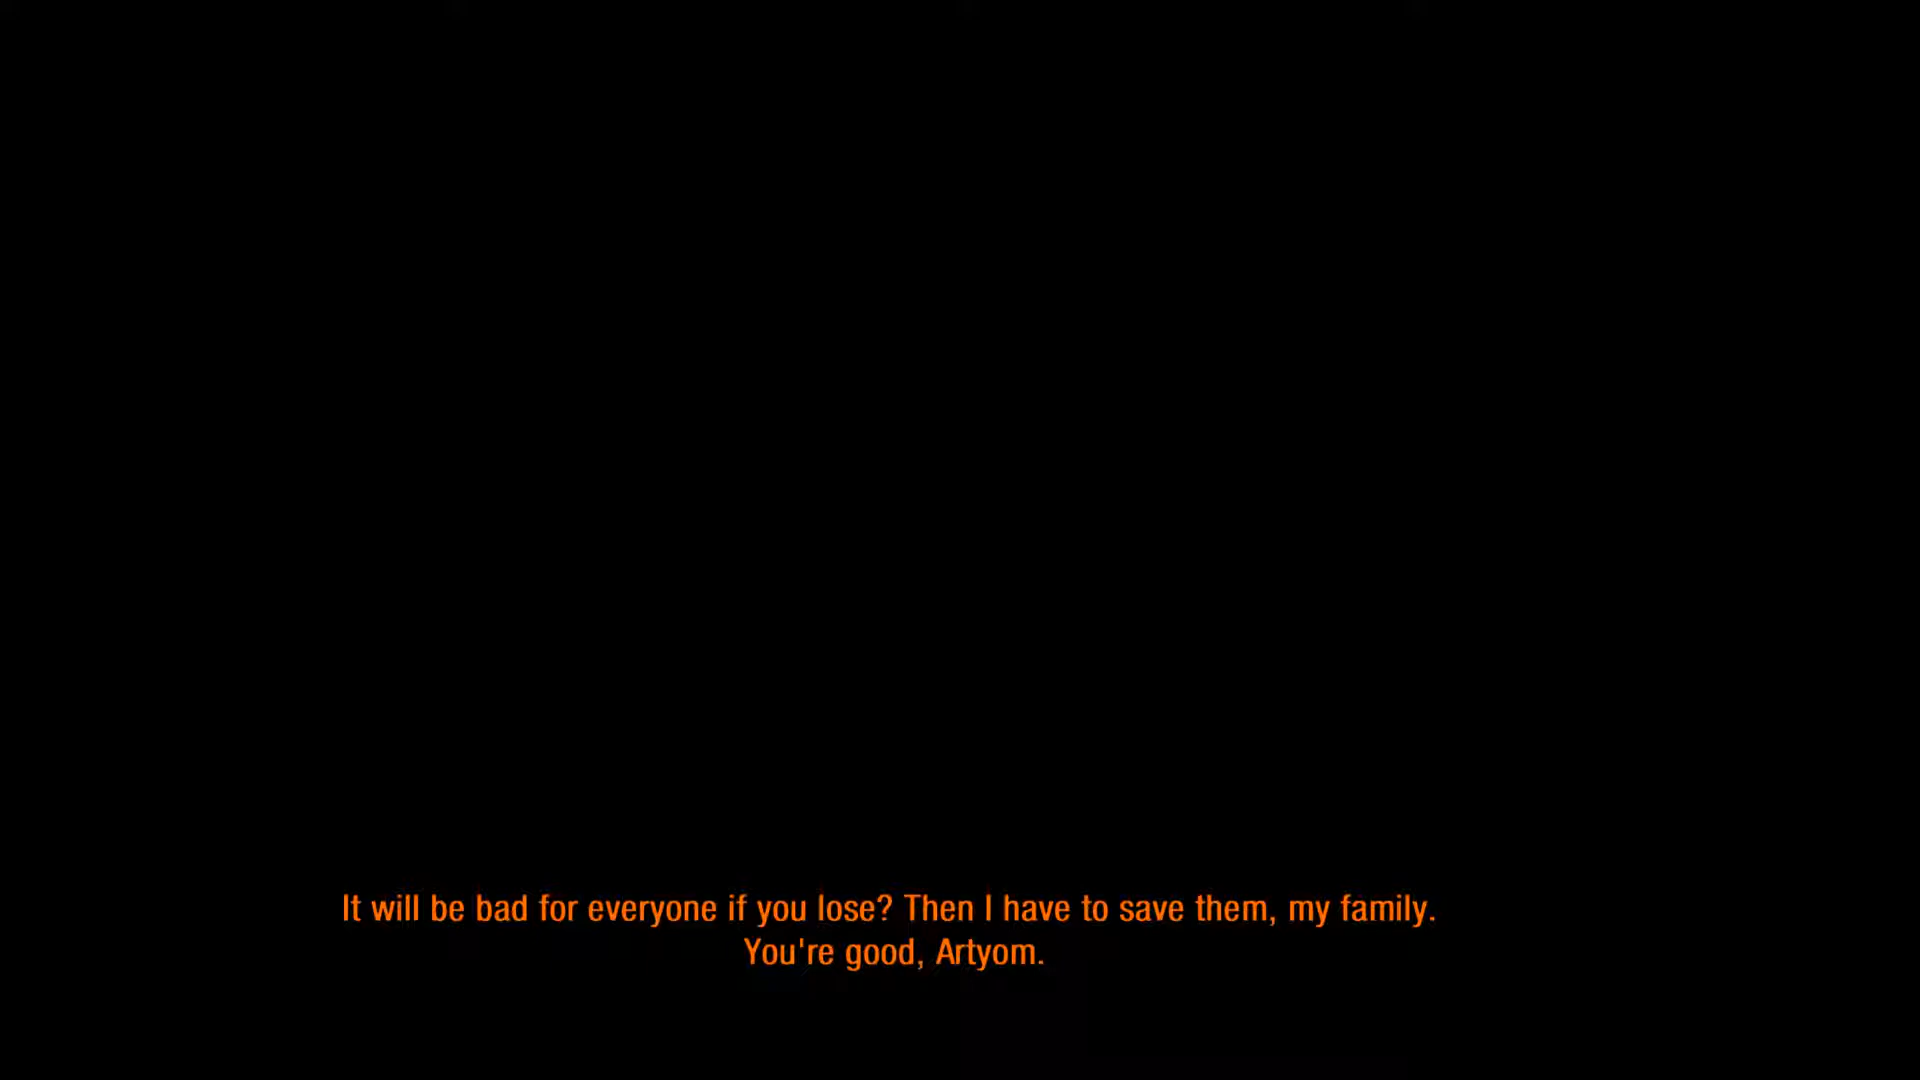 It will be bad for everyone if you lose? Then I have to save them, my family.
You're good, Artyom.